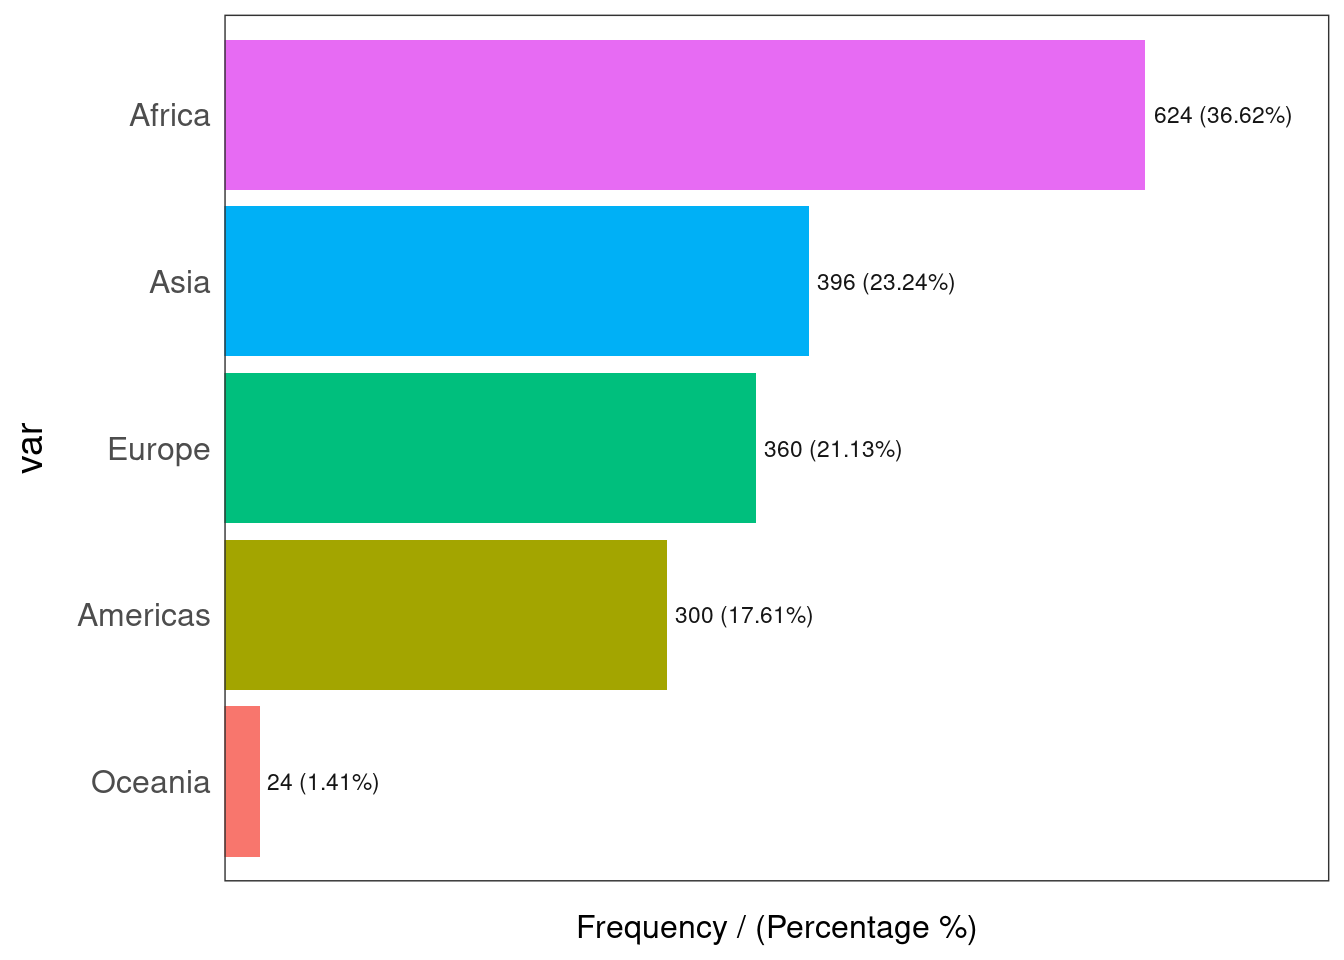 Africa
624 (36.62%)
Asia
396 (23.24%)
Europe
360 (21.13%)
Americas
300 (17.61%)
Oceania
24 (1.41%)
var
Frequency / (Percentage %)